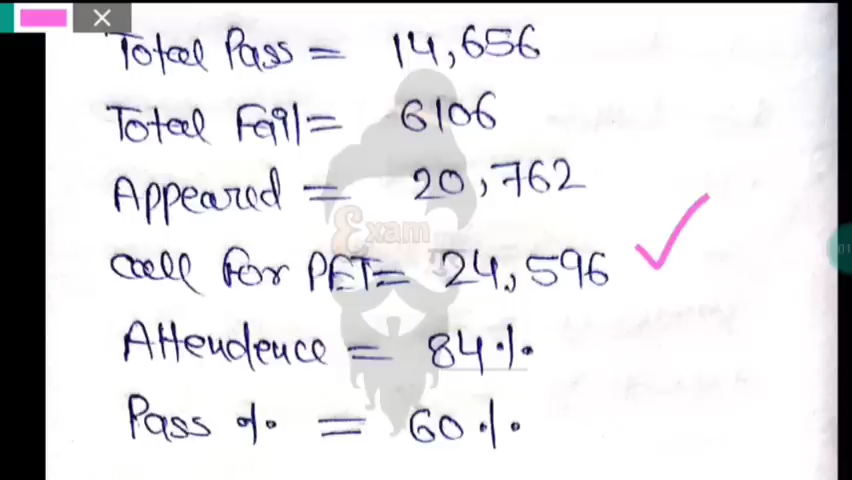 Total Pass = 14,656
Total Fail = 6106
Appeared = 20,762
Exam
Call For PET = 24,596
Attendence = 84%
Pass % = 60%